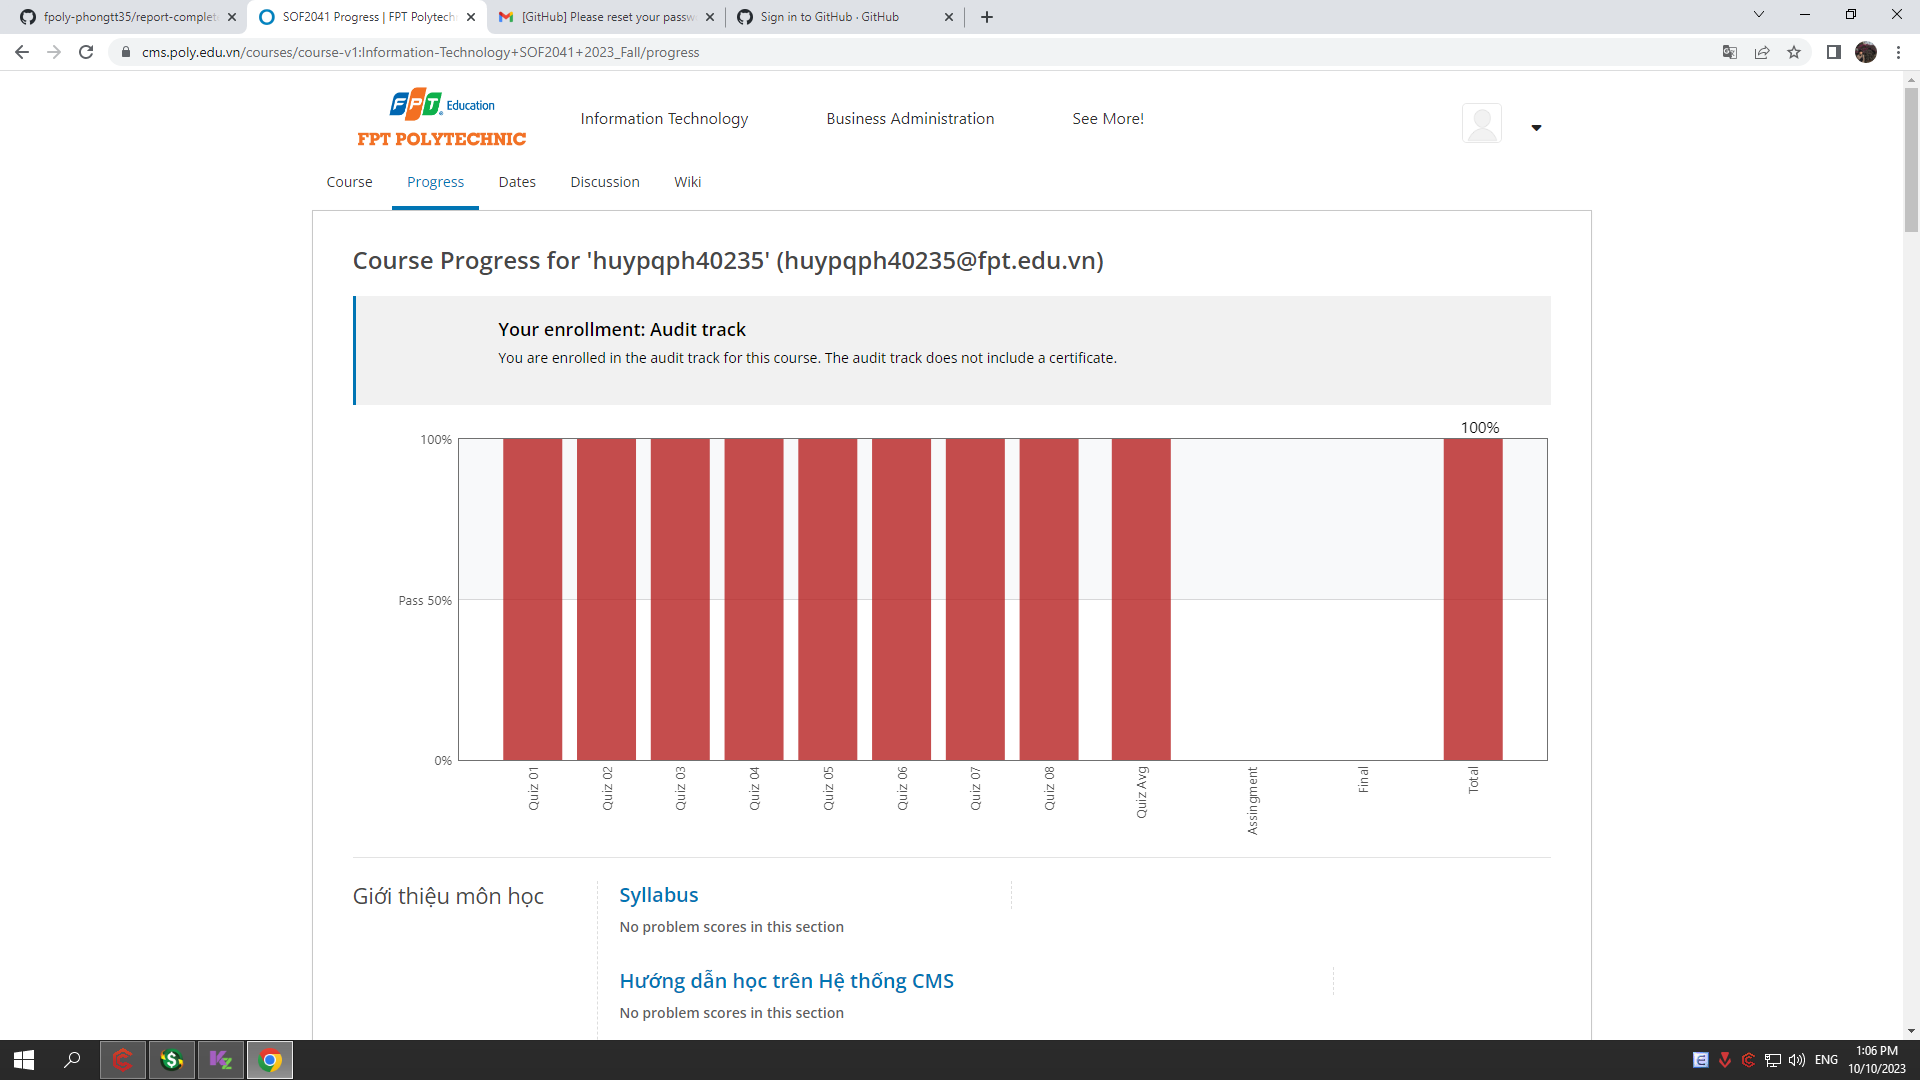 fpoly-phongtt35/report-complete
SOF2041 Progress | FPT Polytech
[GitHub] Please reset your passw
Sign in to GitHub · GitHub
cms.poly.edu.vn/courses/course-v1:Information-Technology+SOF2041+2023_Fall/progress
FPT Education
FPT POLYTECHNIC
Information Technology
Business Administration
See More!
Course
Progress
Dates
Discussion
Wiki
Course Progress for 'huypqph40235' (huypqph40235@fpt.edu.vn)
Your enrollment: Audit track
You are enrolled in the audit track for this course. The audit track does not include a certificate.
100%
100%
Pass 50%
0%
Quiz 01
Quiz 02
Quiz 03
Quiz 04
Quiz 05
Quiz 06
Quiz 07
Quiz 08
Quiz Avg
Assingment
Final
Total
Giới thiệu môn học
Syllabus
No problem scores in this section
Hướng dẫn học trên Hệ thống CMS
No problem scores in this section
ENG
1:06 PM
10/10/2023